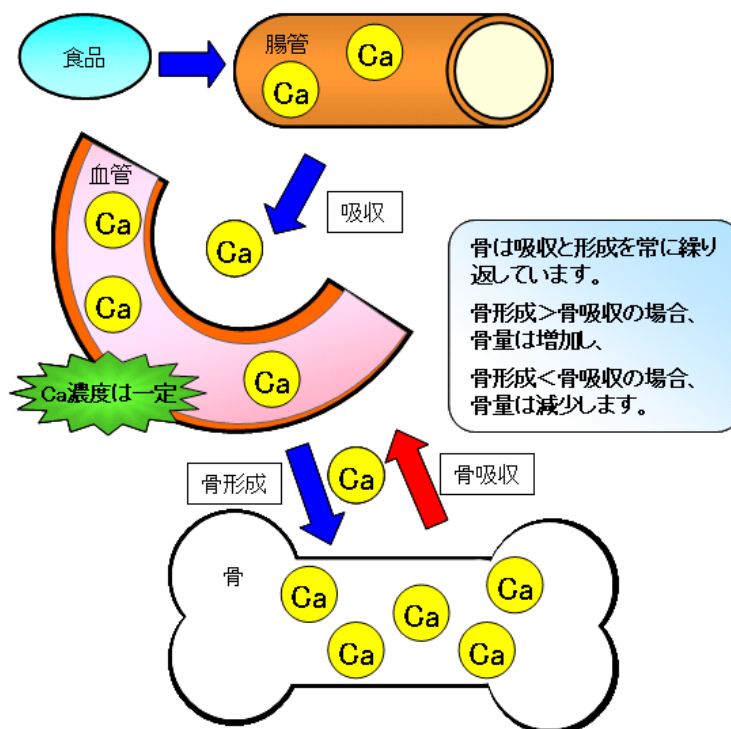 食品
腸管
Ca
Ca
吸収
Ca
血管
Ca
Ca
Ca
Ca濃度は一定
骨は吸収と形成を常に繰り
返しています。
骨形成>骨吸収の場合、
骨量は増加し、
骨形成<骨吸収の場合、
骨量は減少します。
骨形成
Ca
骨吸収
骨
Ca
Ca
Ca
Ca
Ca